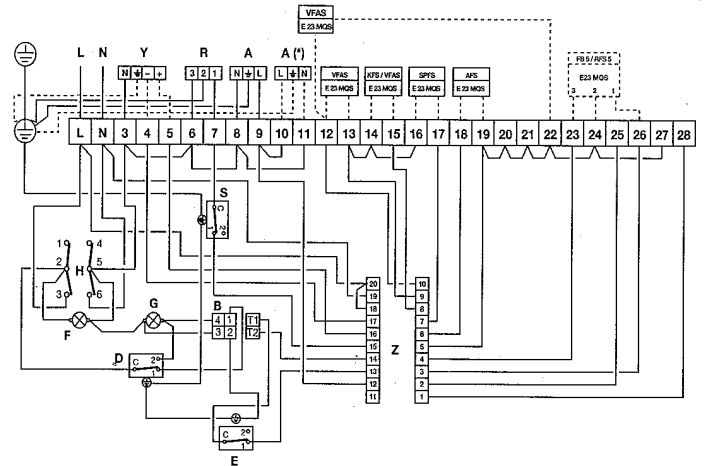 VFAS
E 23 MQS
L N Y R A A (*)
N - +
3 2 1
N L
L N
VFAS
E 23 MQS
KFS / VFAS
E 23 MQS
SPFS
E 23 MQS
AFS
E 23 MQS
FB 5 / AFS 5
E23 MQS
3 2 1
L N 3 4 5 6 7 8 9 10 11 12 13 14 15 16 17 18 19 20 21 22 23 24 25 26 27 28
S
C
1 2
1 4
2 H 5
3 6
F
G
B
4 1
3 2
T1
T2
D
C 2
1
E
C 2
1
Z
20
19
18
17
16
15
14
13
12
11
10
9
8
7
6
5
4
3
2
1